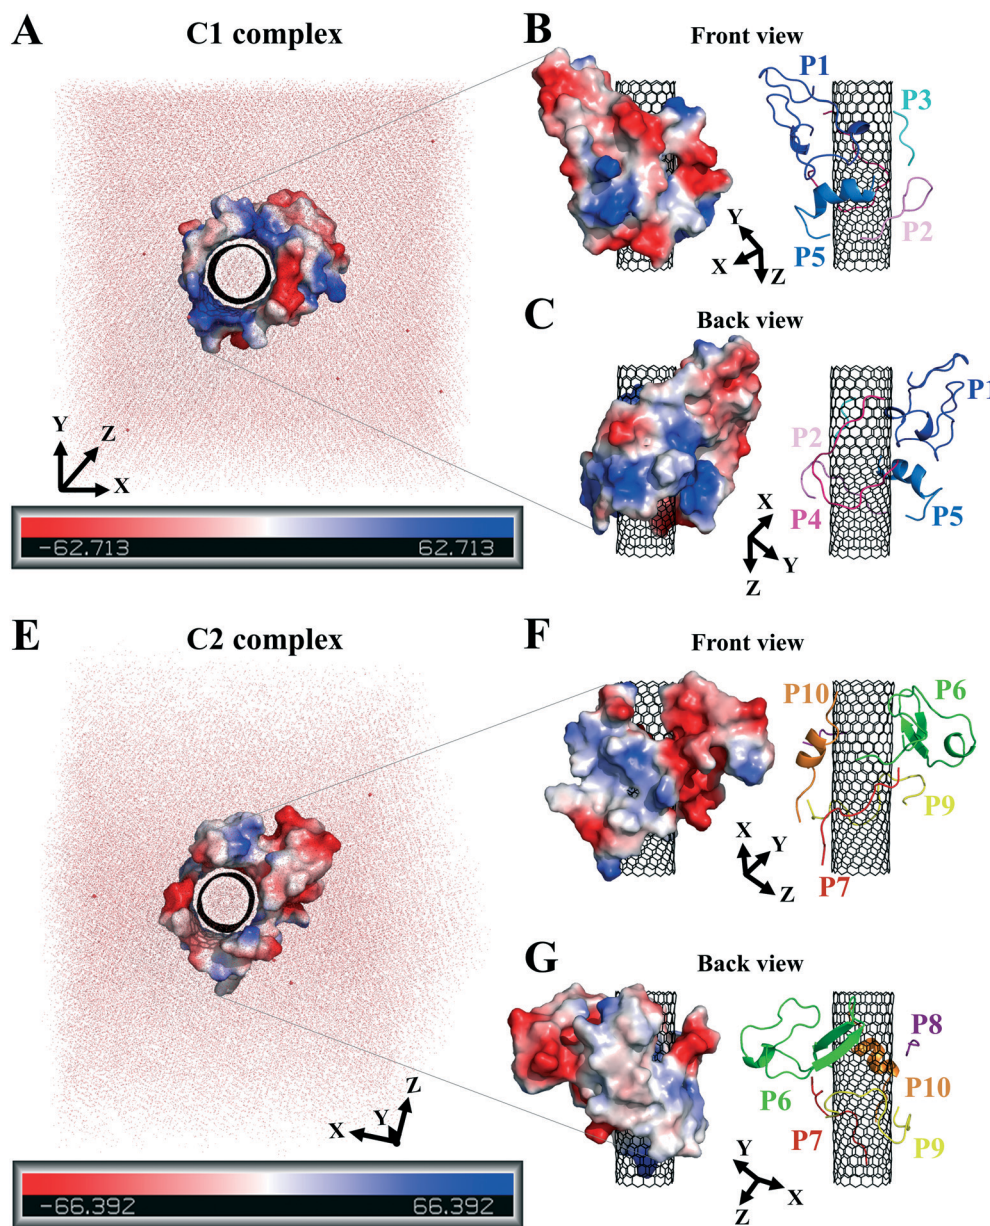 A
C1 complex
Y
Z
X
-62.713
62.713
B
Front view
P1
P3
P5
P2
Y
X
Z
C
Back view
P1
P2
P4
P5
X
Y
Z
E
C2 complex
Z
Y
X
-66.392
66.392
F
Front view
P10
P6
P9
P7
X
Y
Z
G
Back view
P8
P6
P10
P7
P9
Y
X
Z